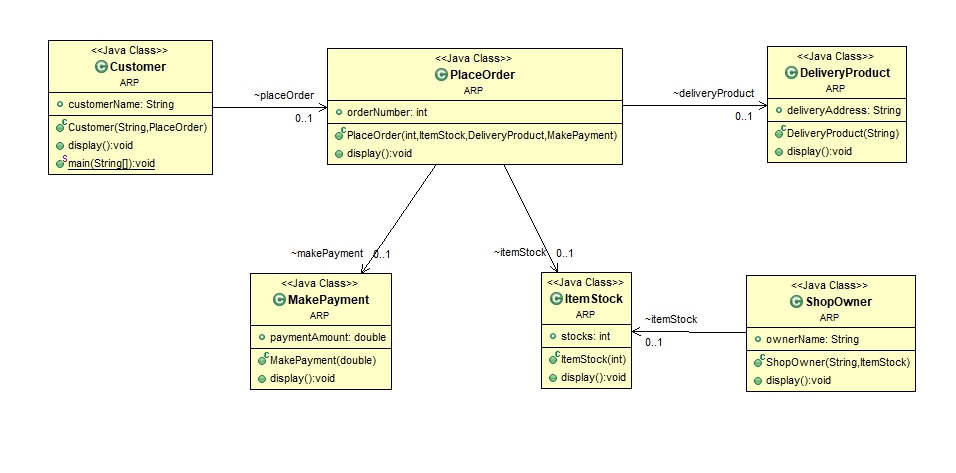 <<Java Class>>
Customer
ARP
customerName: String
Customer(String,PlaceOrder)
display():void
main(String[]):void
~placeOrder
0..1
<<Java Class>>
PlaceOrder
ARP
orderNumber: int
PlaceOrder(int,ItemStock,DeliveryProduct,MakePayment)
display():void
~deliveryProduct
0..1
<<Java Class>>
DeliveryProduct
ARP
deliveryAddress: String
DeliveryProduct(String)
display():void
~makePayment
0..1
~itemStock
0..1
<<Java Class>>
MakePayment
ARP
paymentAmount: double
MakePayment(double)
display():void
<<Java Class>>
ItemStock
ARP
stocks: int
ItemStock(int)
display():void
~itemStock
0..1
<<Java Class>>
ShopOwner
ARP
ownerName: String
ShopOwner(String,ItemStock)
display():void